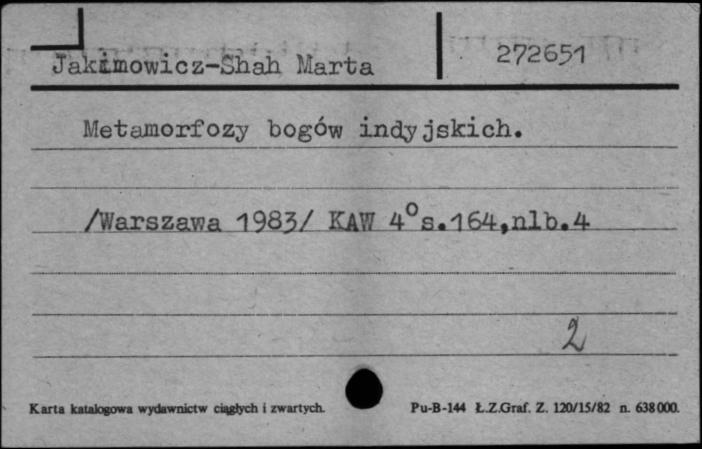 Jakimowicz-Shah Marta
272651
Metamorfozy bogów indyjskich.
/Warszawa 1983/ KAW 4° s.164,nlb.4
2
Karta katalogowa wydawnictw ciągłych i zwartych.
Pu-B-144 Ł.Z.Graf. Z. 120/15/82 n. 638000.